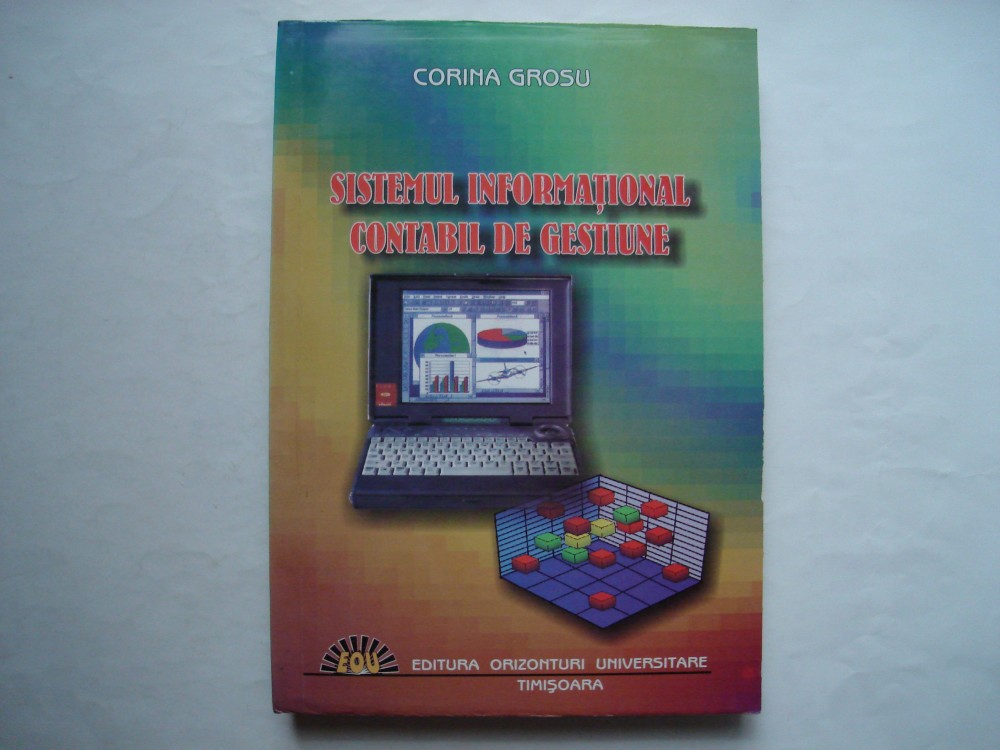 CORINA GROSU
SISTEMUL INFORMAȚIONAL
CONTABIL DE GESTIUNE
EOU
EDITURA ORIZONTURI UNIVERSITARE
TIMIȘOARA